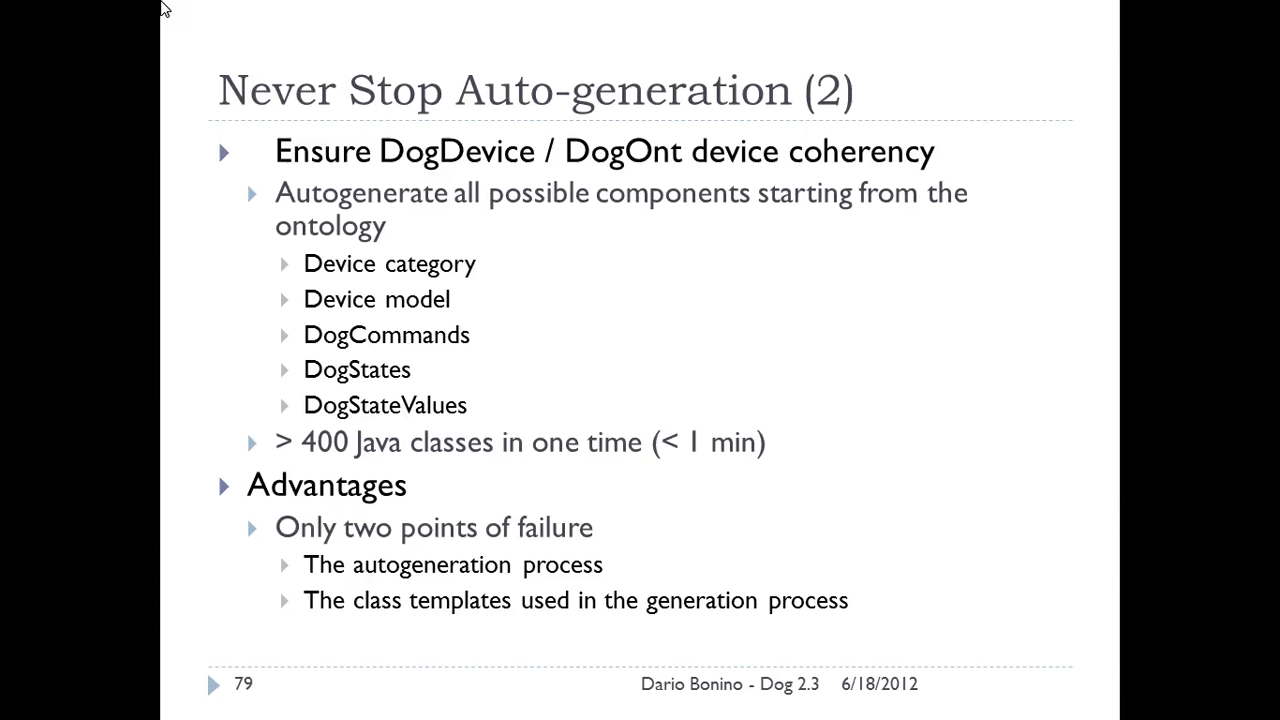 Never Stop Auto-generation (2)
Ensure DogDevice / DogOnt device coherency
Autogenerate all possible components starting from the
ontology
Device category
Device model
DogCommands
DogStates
DogStateValues
> 400 Java classes in one time (< 1 min)
Advantages
Only two points of failure
The autogeneration process
The class templates used in the generation process
79 Dario Bonino - Dog 2.3 6/18/2012